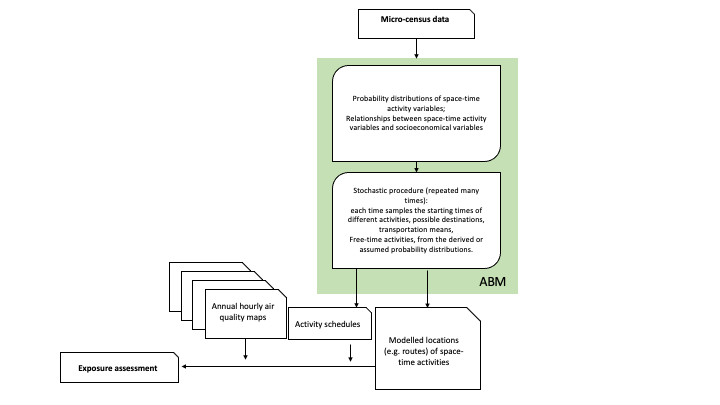 Micro-census data
Probability distributions of space-time
activity variables;
Relationships between space-time activity
variables and socioeconomical variables
Stochastic procedure (repeated many
times):
each time samples the starting times of
different activities, possible destinations,
transportation means,
Free-time activities, from the derived or
assumed probability distributions.
ABM
Annual hourly air
quality maps
Activity schedules
Modelled locations
(e.g. routes) of space-
time activities
Exposure assessment